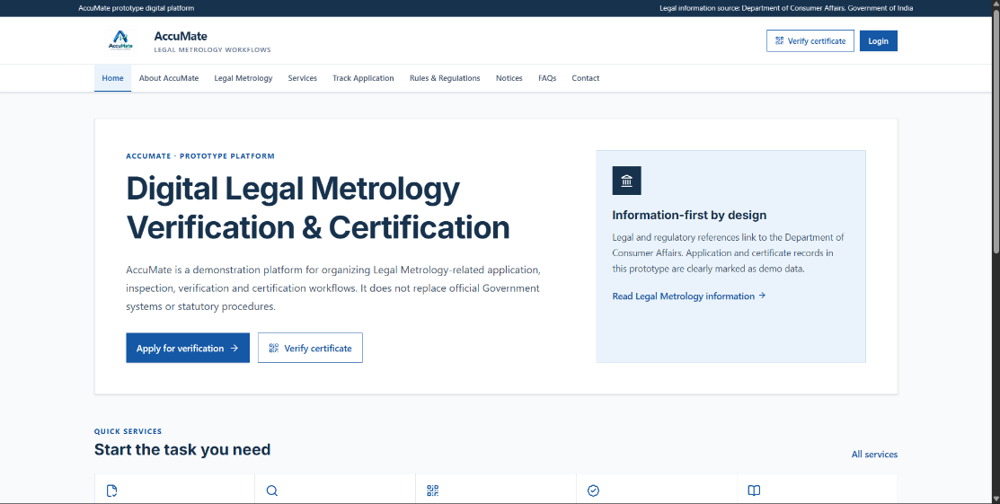 AccuMate prototype digital platform
Legal information source: Department of Consumer Affairs, Government of India
AccuMate
AccuMate
LEGAL METROLOGY WORKFLOWS
Verify certificate
Login
Home
About AccuMate
Legal Metrology
Services
Track Application
Rules & Regulations
Notices
FAQs
Contact
ACCUMATE · PROTOTYPE PLATFORM
Digital Legal Metrology
Verification & Certification
AccuMate is a demonstration platform for organizing Legal Metrology-related application,
inspection, verification and certification workflows. It does not replace official Government
systems or statutory procedures.
Apply for verification
Verify certificate
Information-first by design
Legal and regulatory references link to the Department of
Consumer Affairs. Application and certificate records in
this prototype are clearly marked as demo data.
Read Legal Metrology information
QUICK SERVICES
Start the task you need
All services